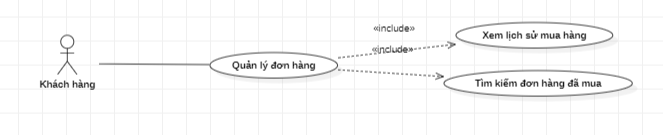 «include»
Xem lịch sử mua hàng
«include»
Quản lý đơn hàng
Khách hàng
Tìm kiếm đơn hàng đã mua